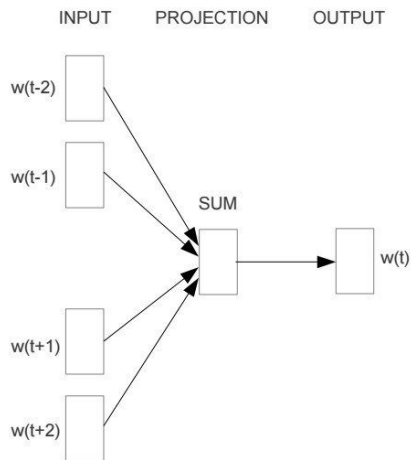 INPUT PROJECTION OUTPUT
w(t-2)
w(t-1)
SUM
w(t)
w(t+1)
w(t+2)